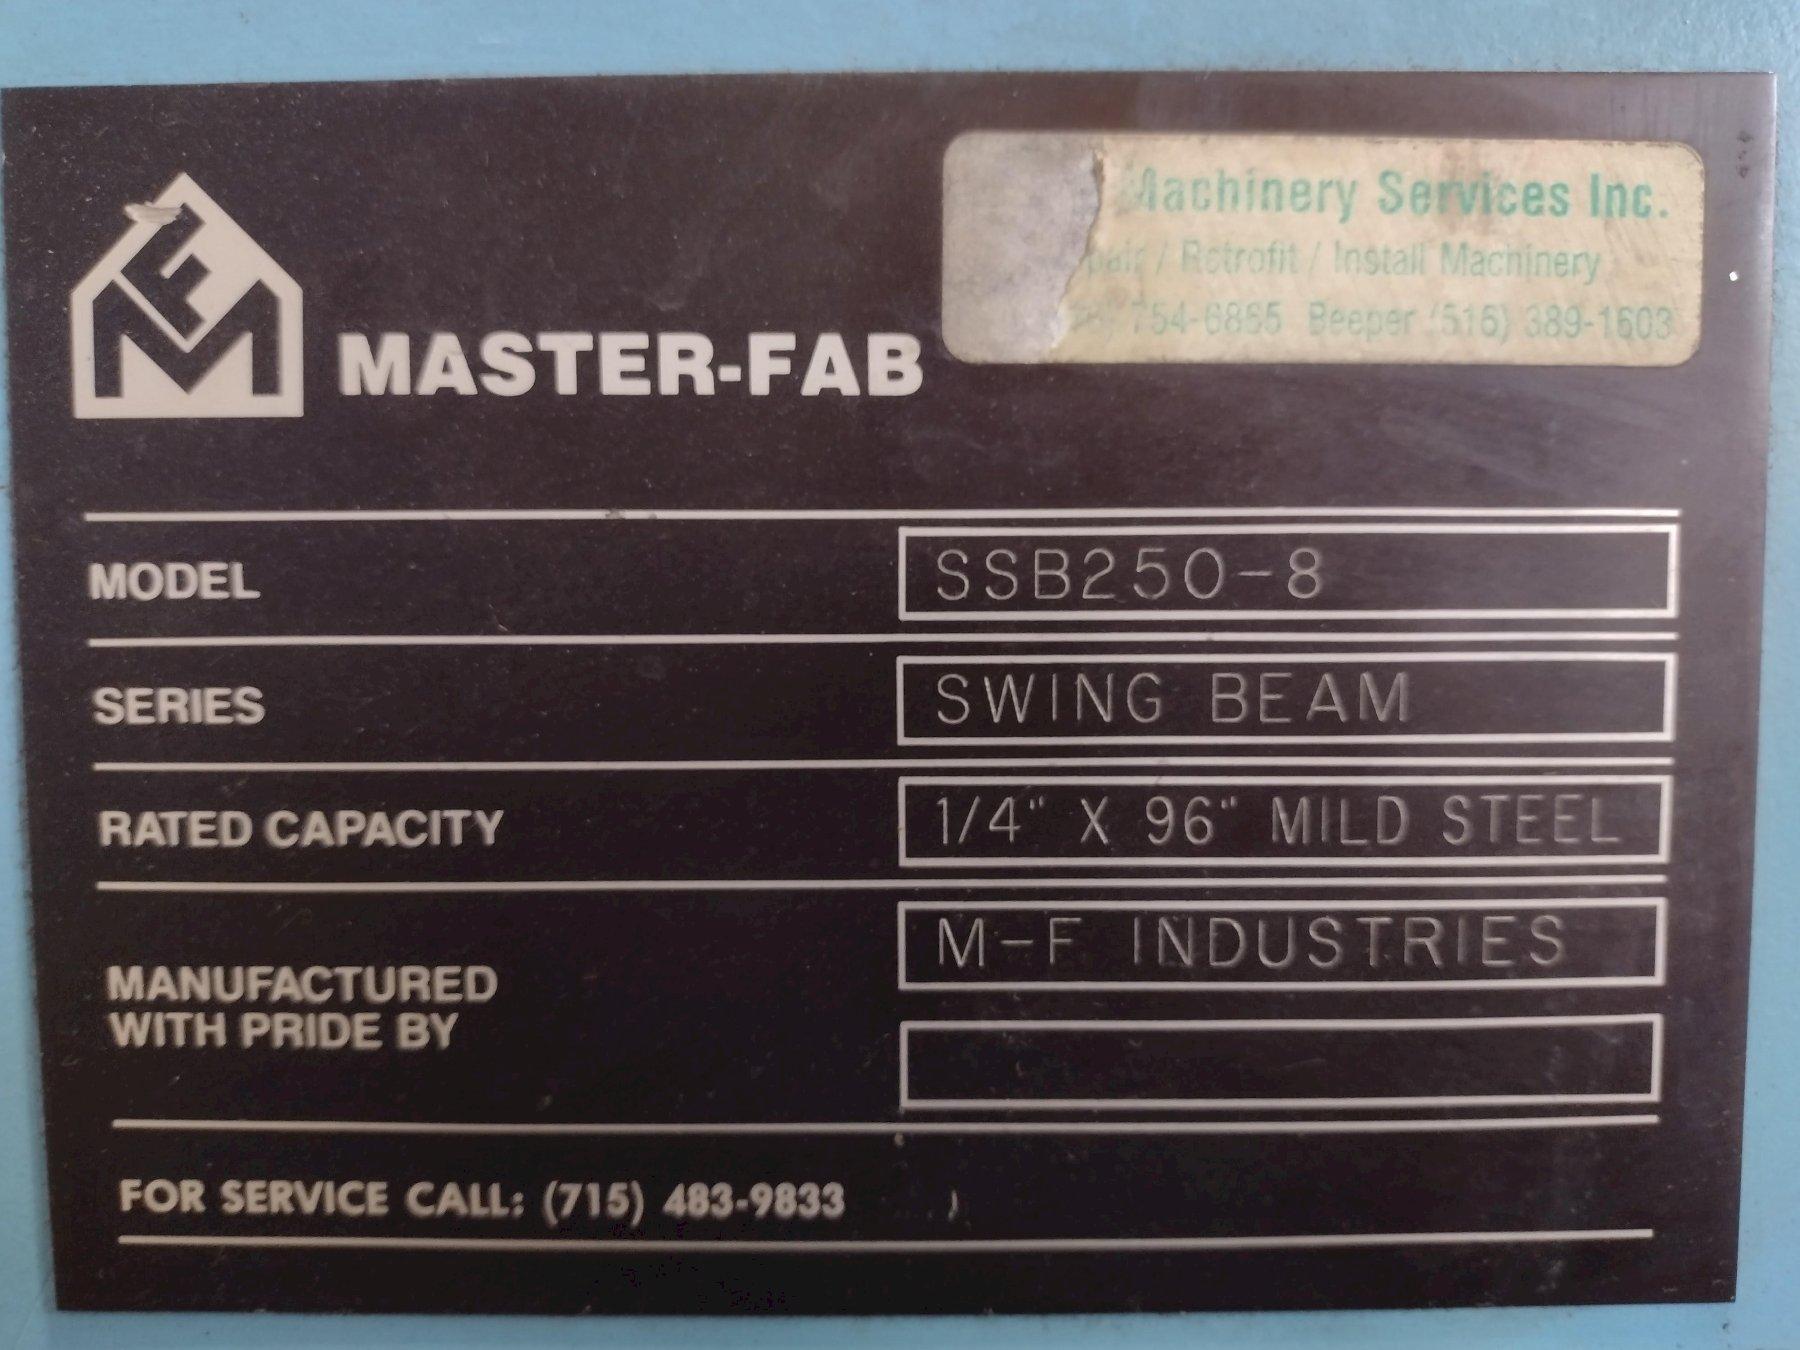 Machinery Services Inc.
/ Retrofit / Install Machinery
754-6865 Beeper (516) 389-1603
MASTER-FAB
MODEL SSB250-8
SERIES SWING BEAM
RATED CAPACITY 1/4" X 96" MILD STEEL
MANUFACTURED
WITH PRIDE BY
M-F INDUSTRIES
FOR SERVICE CALL: (715) 483-9833